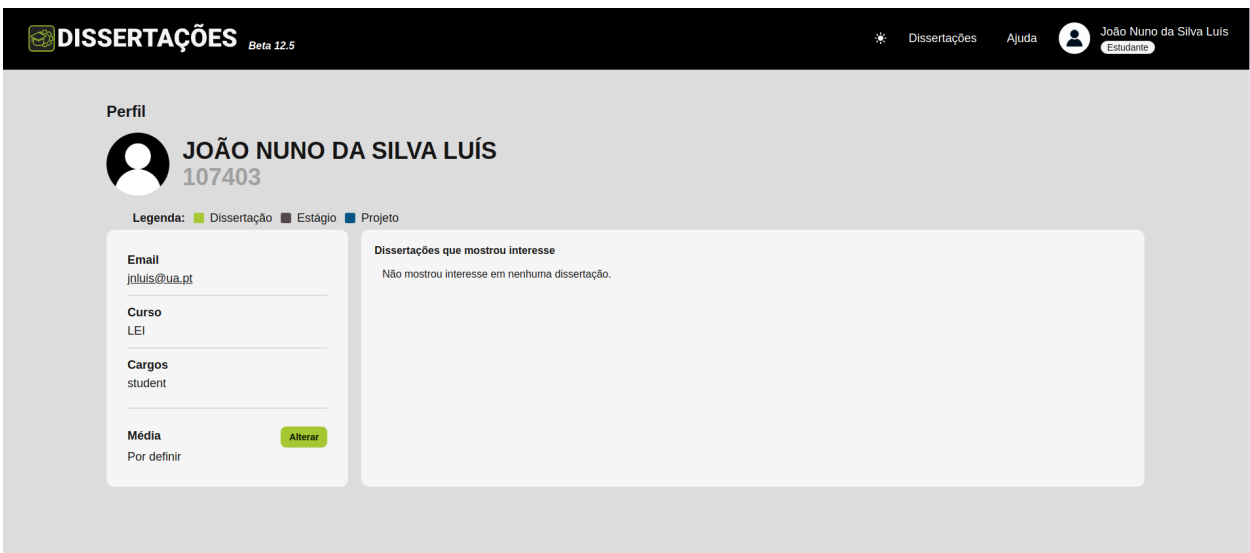 DISSERTAÇÕES Beta 12.5
Dissertações Ajuda João Nuno da Silva Luís
Estudante
Perfil
JOÃO NUNO DA SILVA LUÍS
107403
Legenda: Dissertação Estágio Projeto
Email
jnluis@ua.pt
Curso
LEI
Cargos
student
Média Alterar
Por definir
Dissertações que mostrou interesse
Não mostrou interesse em nenhuma dissertação.